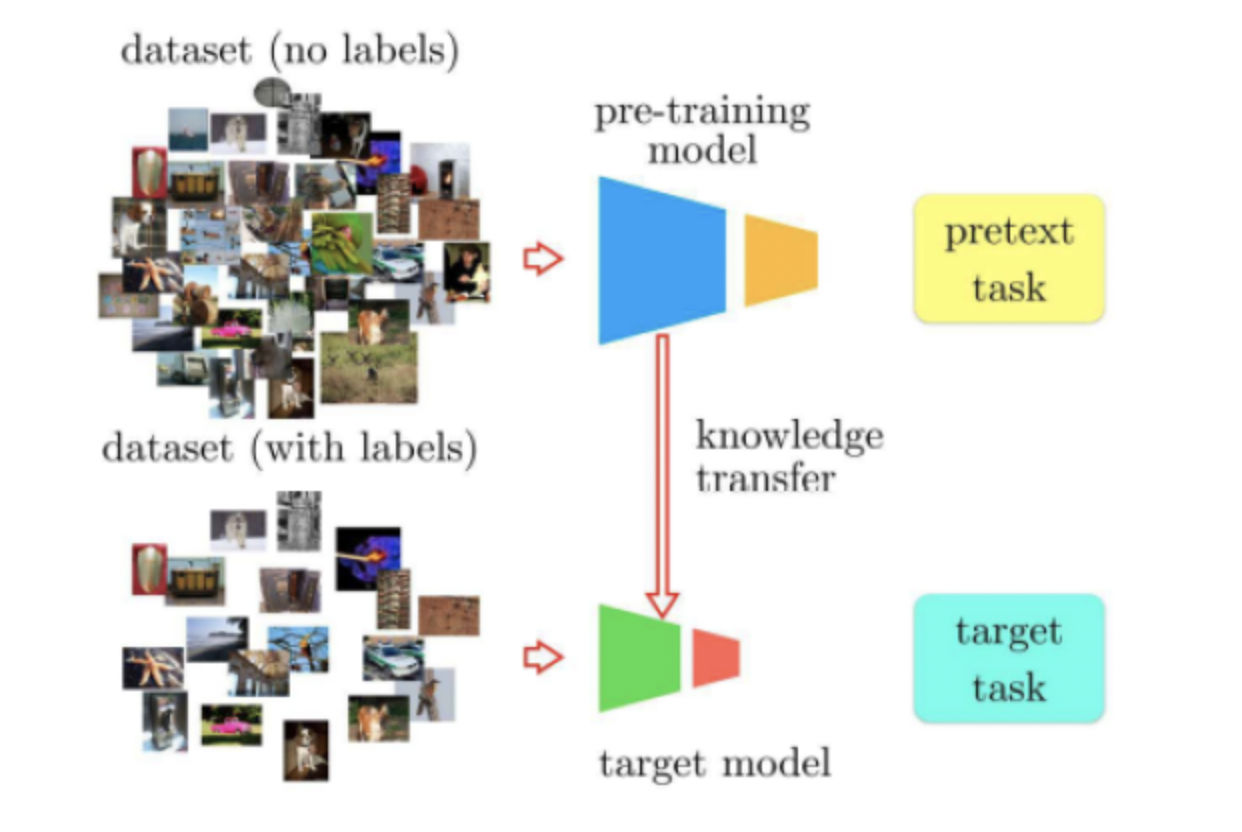 dataset (no labels)
pre-training
model
pretext
task
dataset (with labels)
knowledge
transfer
target
task
target model